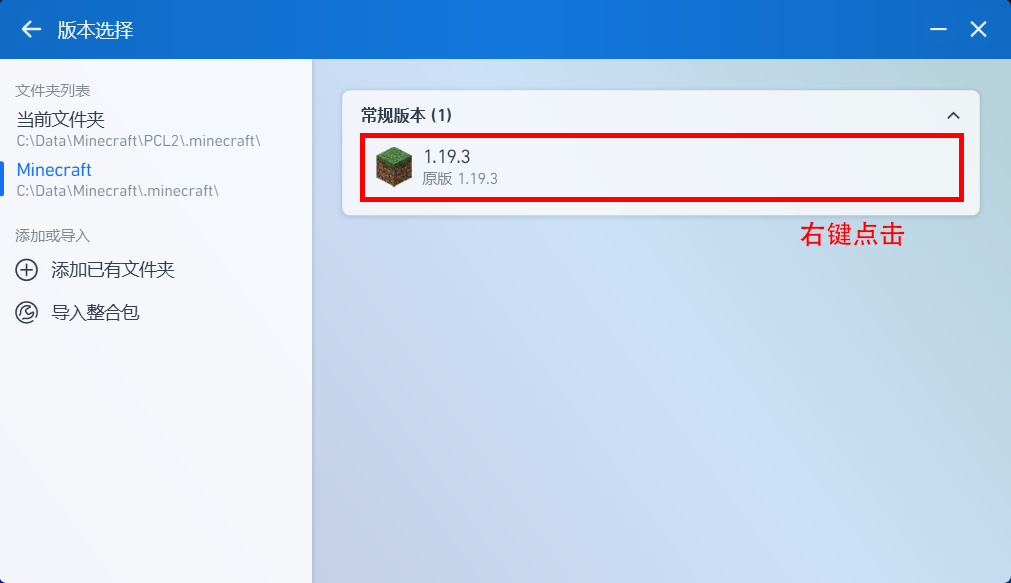 版本选择
文件夹列表
当前文件夹
C:\Data\Minecraft\PCL2\.minecraft\
Minecraft
C:\Data\Minecraft\.minecraft\
添加或导入
添加已有文件夹
导入整合包
常规版本 (1)
1.19.3
原版 1.19.3
右键点击